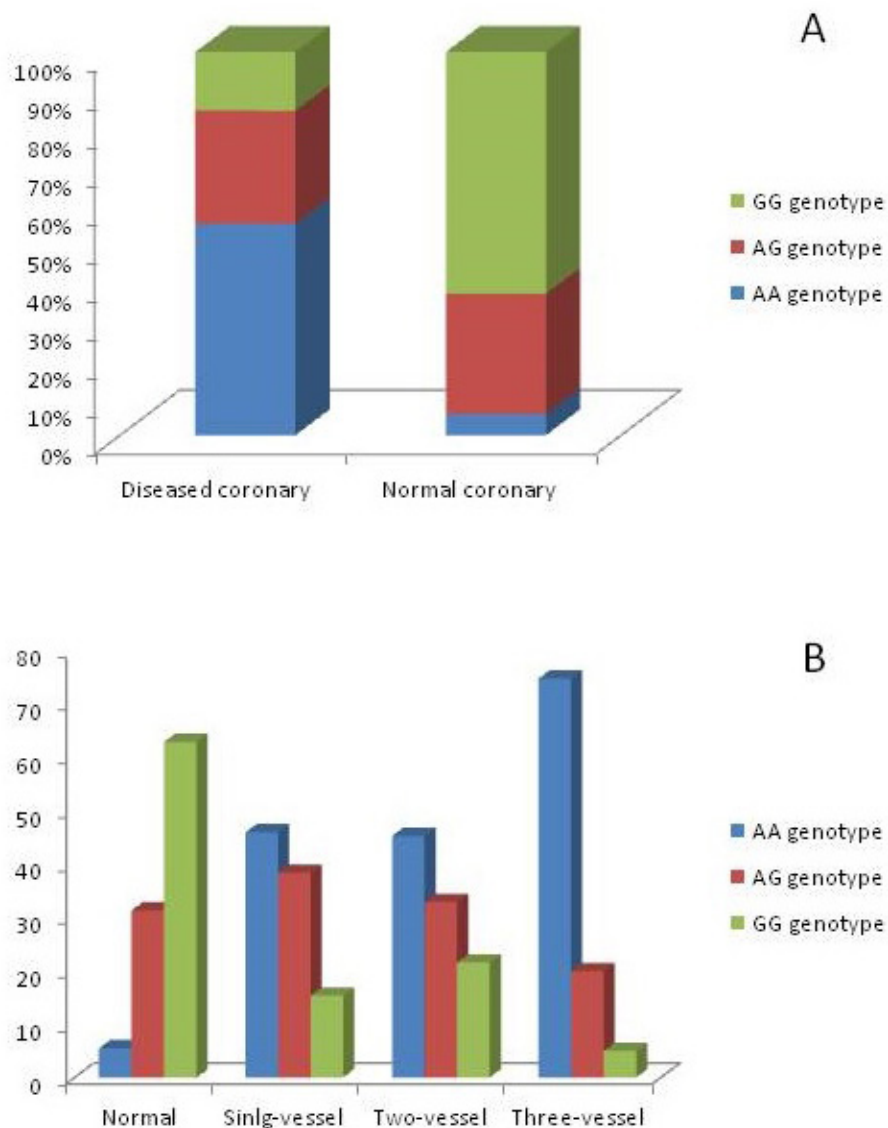 A
100%
90%
80%
70%
60%
50%
40%
30%
20%
10%
0%
Diseased coronary Normal coronary
GG genotype
AG genotype
AA genotype
B
80
70
60
50
40
30
20
10
0
Normal Sinlg-vessel Two-vessel Three-vessel
AA genotype
AG genotype
GG genotype